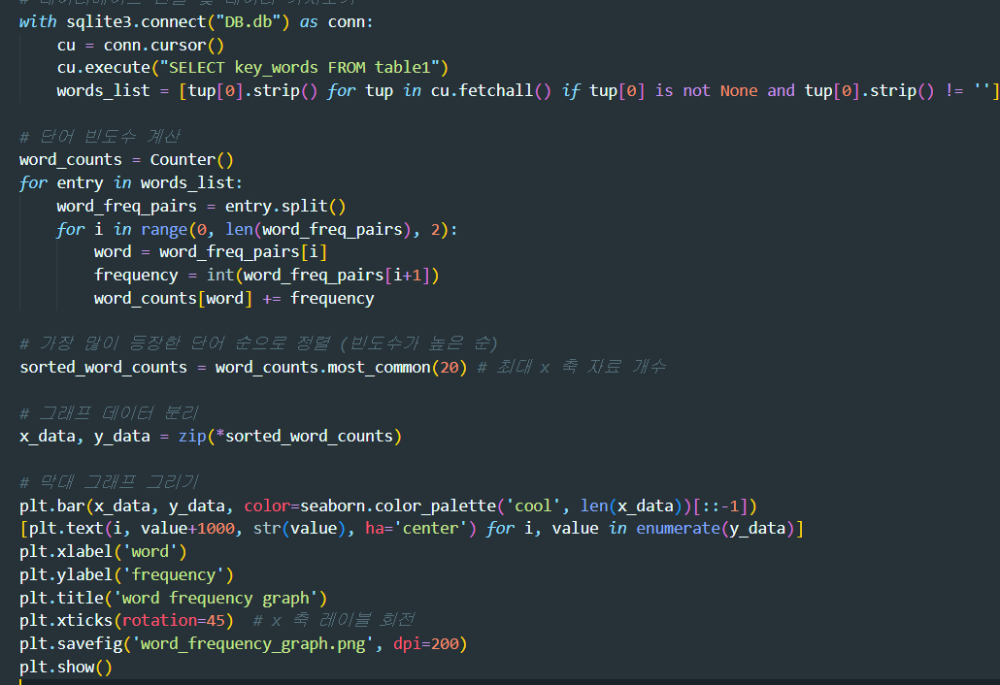 with sqlite3.connect("DB.db") as conn:
    cu = conn.cursor()
    cu.execute("SELECT key_words FROM table1")
    words_list = [tup[0].strip() for tup in cu.fetchall() if tup[0] is not None and tup[0].strip() != '']

# 단어 빈도수 계산
word_counts = Counter()
for entry in words_list:
    word_freq_pairs = entry.split()
    for i in range(0, len(word_freq_pairs), 2):
        word = word_freq_pairs[i]
        frequency = int(word_freq_pairs[i+1])
        word_counts[word] += frequency

# 가장 많이 등장한 단어 순으로 정렬 (빈도수가 높은 순)
sorted_word_counts = word_counts.most_common(20) # 최대 x 축 자료 개수

# 그래프 데이터 분리
x_data, y_data = zip(*sorted_word_counts)

# 막대 그래프 그리기
plt.bar(x_data, y_data, color=seaborn.color_palette('cool', len(x_data))[::-1])
[plt.text(i, value+1000, str(value), ha='center') for i, value in enumerate(y_data)]
plt.xlabel('word')
plt.ylabel('frequency')
plt.title('word frequency graph')
plt.xticks(rotation=45)  # x 축 레이블 회전
plt.savefig('word_frequency_graph.png', dpi=200)
plt.show()